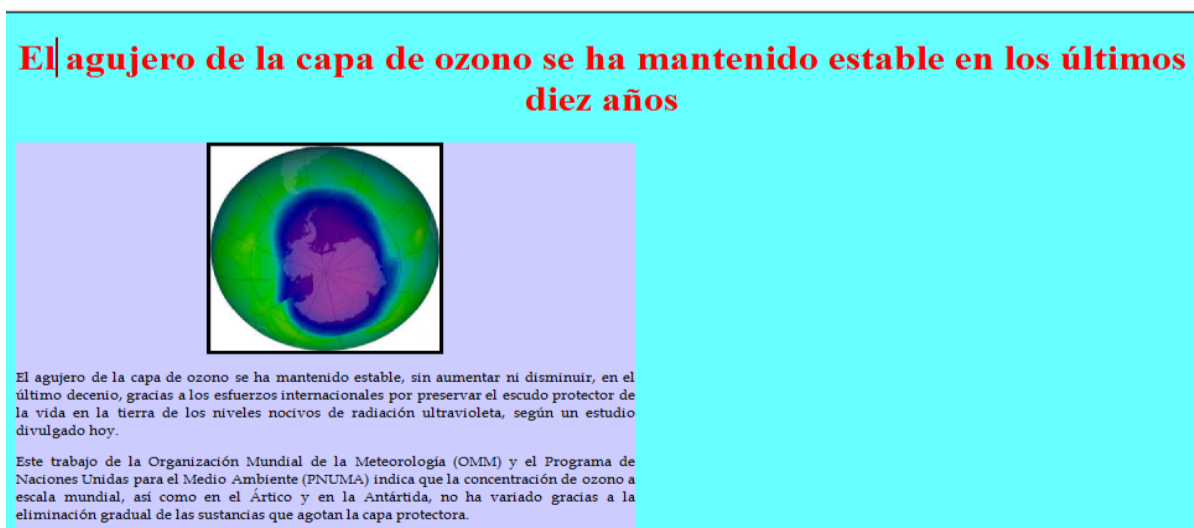 El agujero de la capa de ozono se ha mantenido estable en los últimos
diez años
El agujero de la capa de ozono se ha mantenido estable, sin aumentar ni disminuir, en el
último decenio, gracias a los esfuerzos internacionales por preservar el escudo protector de
la vida en la tierra de los niveles nocivos de radiación ultravioleta, según un estudio
divulgado hoy.
Este trabajo de la Organización Mundial de la Meteorología (OMM) y el Programa de
Naciones Unidas para el Medio Ambiente (PNUMA) indica que la concentración de ozono a
escala mundial, así como en el Ártico y en la Antártida, no ha variado gracias a la
eliminación gradual de las sustancias que agotan la capa protectora.